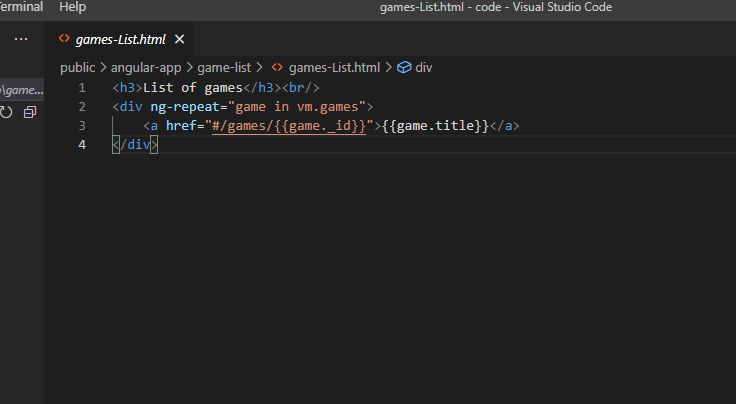 Terminal Help games-List.html - code - Visual Studio Code
... games-List.html ×
public > angular-app > game-list > games-List.html > div
\game...
1 <h3>List of games</h3><br/>
2 <div ng-repeat="game in vm.games">
3 <a href="#/games/{{game._id}}">{{game.title}}</a>
4 </div>